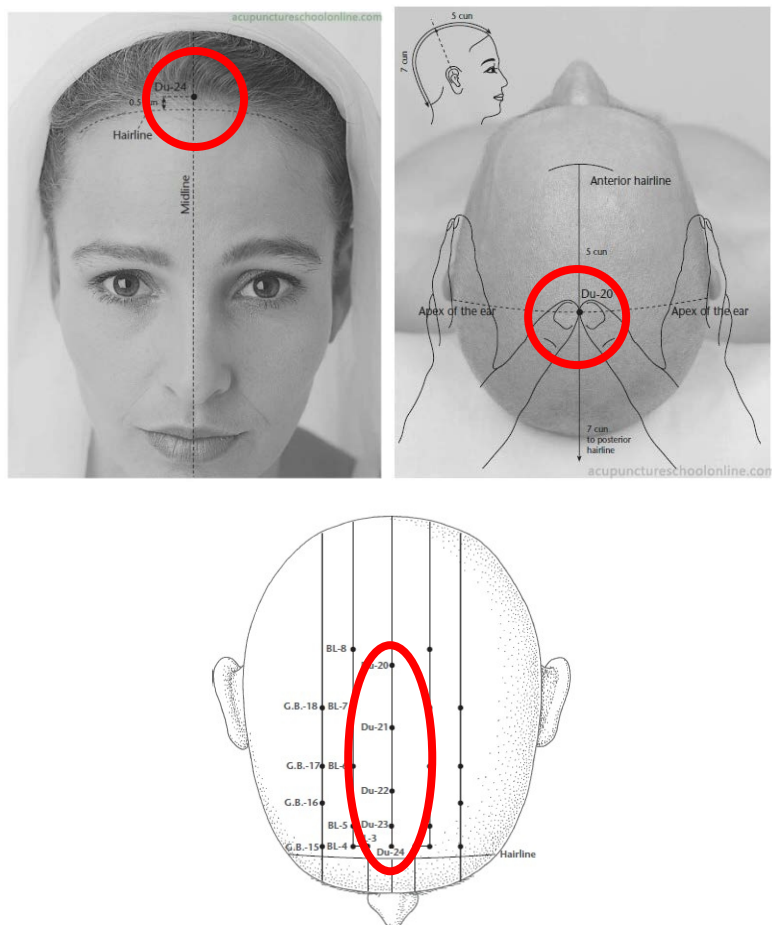 acupunctureschoolonline.com
Du-24
0.5 cun
Hairline
Midline
5 cun
7 cun
Anterior hairline
5 cun
Du-20
Apex of the ear
Apex of the ear
7 cun
to posterior
hairline
acupunctureschoolonline.com
BL-8
Du-20
G.B.-18 BL-7
Du-21
G.B.-17 BL-6
Du-22
G.B.-16
BL-5 Du-23
L-3
G.B.-15 BL-4
Du-24
Hairline